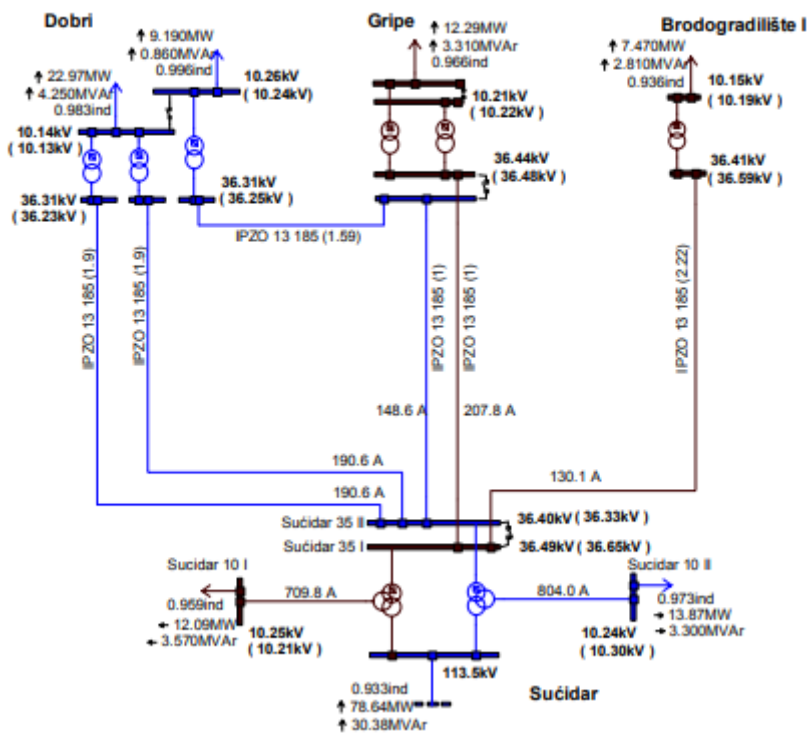 Dobri
Gripe
Brodogradilište I
9.190MW
0.860MVAr
0.996ind
22.97MW
4.250MVAr
0.983ind
10.26kV
(10.24kV)
10.14kV
(10.13kV)
12.29MW
3.310MVAr
0.966ind
10.21kV
(10.22kV)
7.470MW
2.810MVAr
0.936ind
10.15kV
(10.19kV)
36.31kV
(36.23kV)
36.31kV
(36.25kV)
36.44kV
(36.48kV)
36.41kV
(36.59kV)
IPZO 13 185 (1.59)
IPZO 13 185 (1.9)
IPZO 13 185 (1.9)
IPZO 13 185 (1)
IPZO 13 185 (1)
IPZO 13 185 (2.22)
148.6 A
207.8 A
190.6 A
190.6 A
130.1 A
Sućidar 35 II
36.40kV (36.33kV)
Sućidar 35 I
36.49kV (36.65kV)
Sucidar 10 I
709.8 A
0.959ind
12.09MW
3.570MVAr
10.25kV
(10.21kV)
Sucidar 10 II
804.0 A
0.973ind
13.87MW
3.300MVAr
10.24kV
(10.30kV)
113.5kV
Sućidar
0.933ind
78.64MW
30.38MVAr